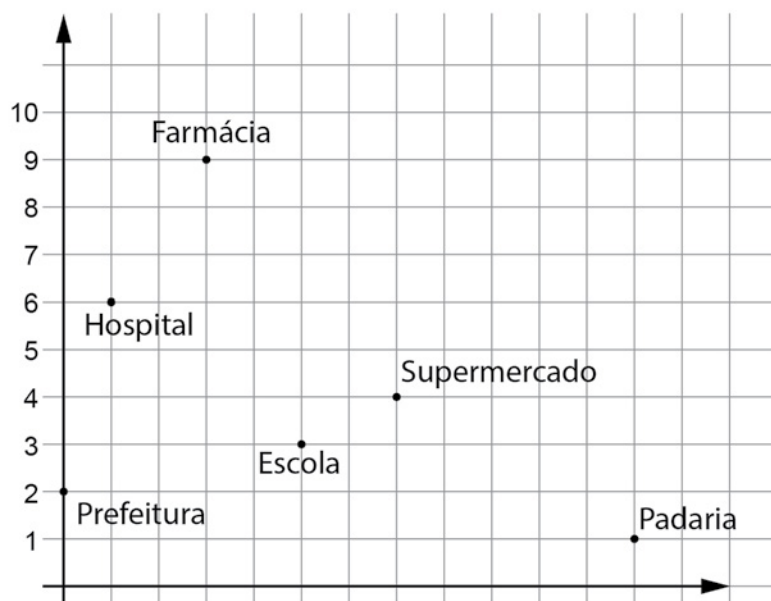 10
Farmácia
9
8
7
6
Hospital
5
Supermercado
4
3
Escola
2
Prefeitura
Padaria
1